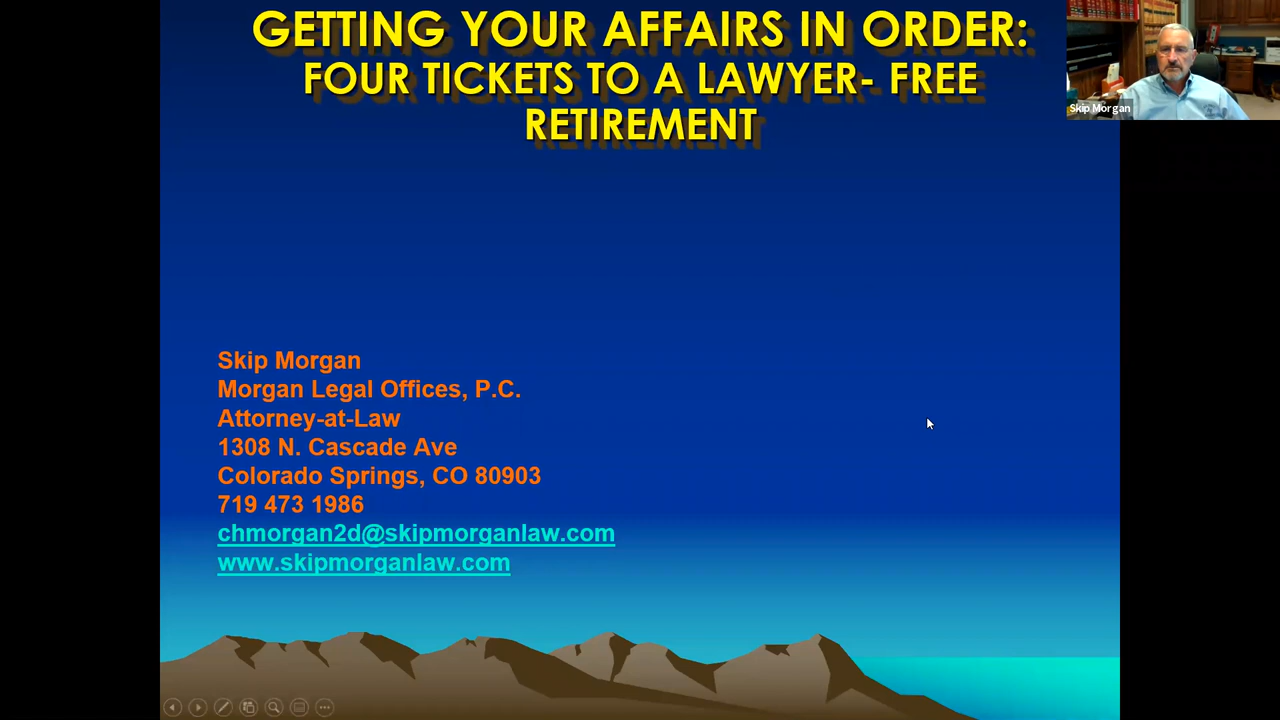 GETTING YOUR AFFAIRS IN ORDER:
FOUR TICKETS TO A LAWYER- FREE
RETIREMENT
Skip Morgan
Skip Morgan
Morgan Legal Offices, P.C.
Attorney-at-Law
1308 N. Cascade Ave
Colorado Springs, CO 80903
719 473 1986
chmorgan2d@skipmorganlaw.com
www.skipmorganlaw.com